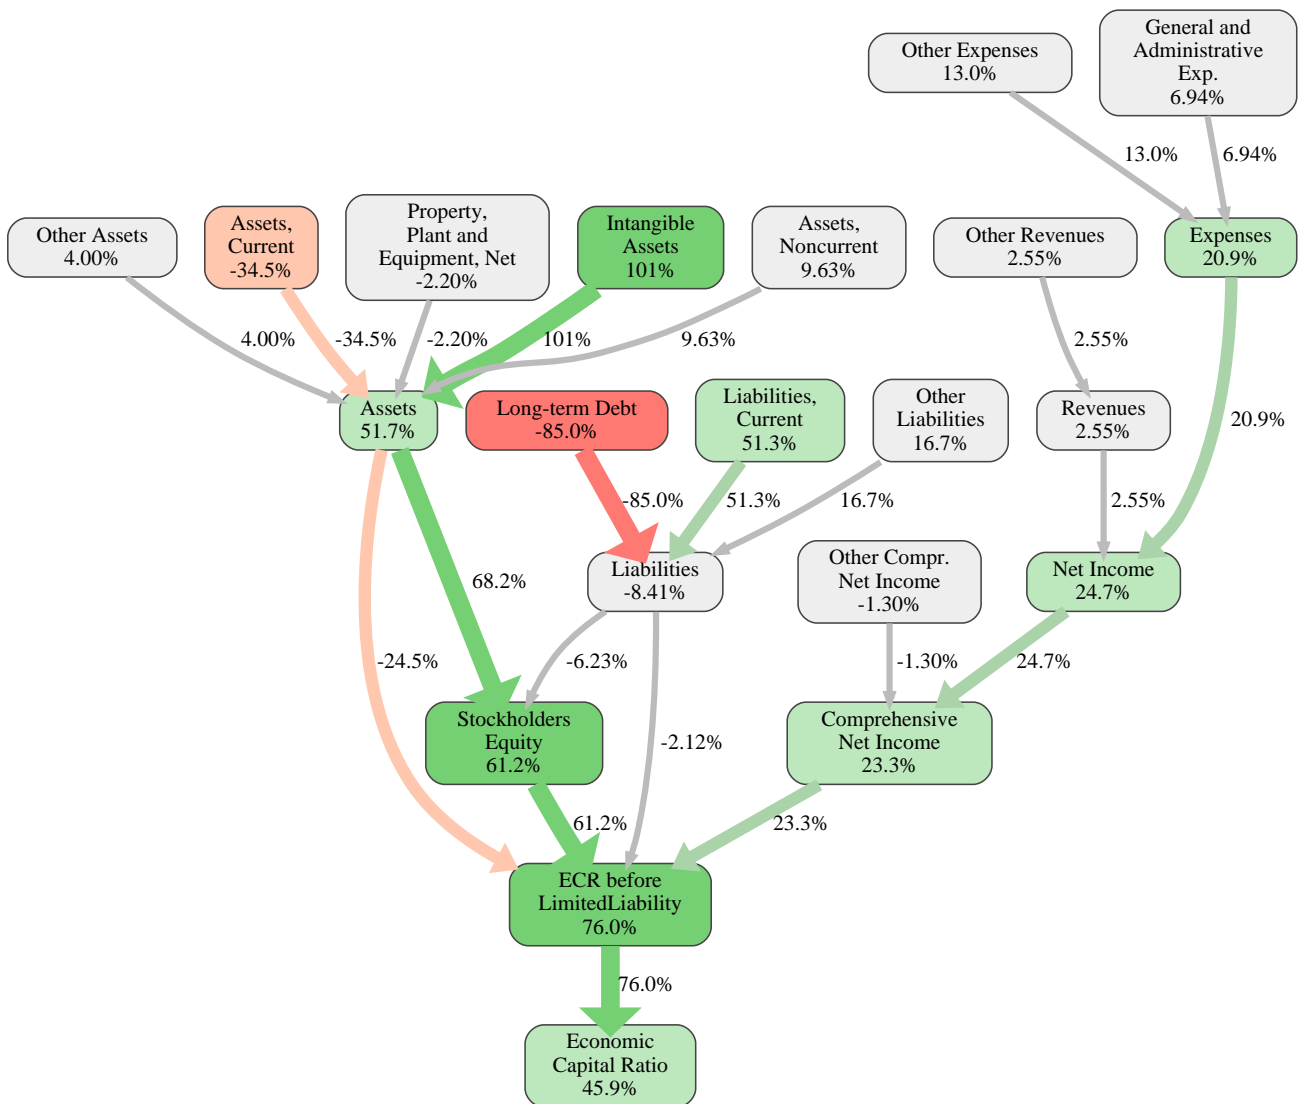 Other Expenses
13.0%
General and
Administrative
Exp.
6.94%
13.0%
6.94%
Other Assets
4.00%
Assets,
Current
-34.5%
Property,
Plant and
Equipment, Net
-2.20%
Intangible
Assets
101%
Assets,
Noncurrent
9.63%
Other Revenues
2.55%
Expenses
20.9%
4.00%
-34.5%
-2.20%
101%
9.63%
2.55%
20.9%
Assets
51.7%
Long-term Debt
-85.0%
Liabilities,
Current
51.3%
Other
Liabilities
16.7%
Revenues
2.55%
-85.0%
51.3%
16.7%
2.55%
68.2%
Liabilities
-8.41%
Other Compr.
Net Income
-1.30%
Net Income
24.7%
-24.5%
-6.23%
-2.12%
-1.30%
24.7%
Stockholders
Equity
61.2%
Comprehensive
Net Income
23.3%
61.2%
23.3%
ECR before
LimitedLiability
76.0%
76.0%
Economic
Capital Ratio
45.9%